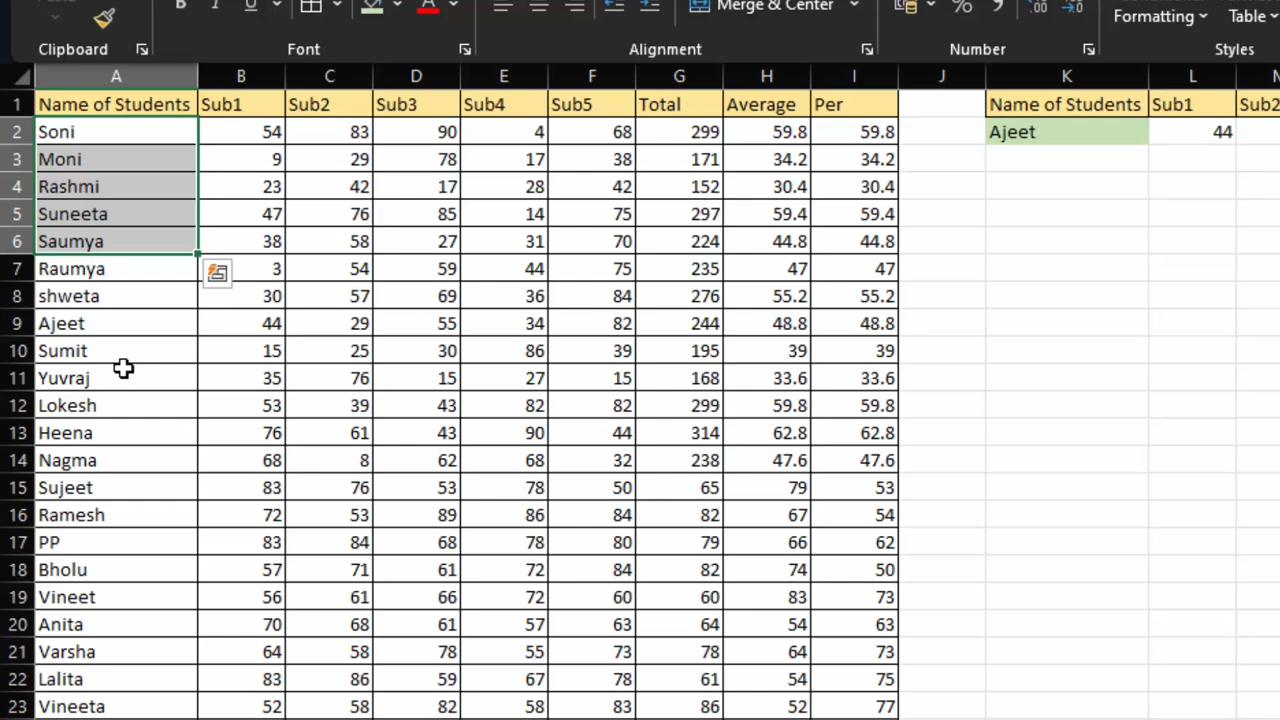 B I U A Merge & Center % 9 .00 .0
Formatting Table
Clipboard Font Alignment Number Styles
A B C D E F G H I J K L
1 Name of Students Sub1 Sub2 Sub3 Sub4 Sub5 Total Average Per Name of Students Sub1 Sub2
2 Soni 54 83 90 4 68 299 59.8 59.8 Ajeet 44
3 Moni 9 29 78 17 38 171 34.2 34.2
4 Rashmi 23 42 17 28 42 152 30.4 30.4
5 Suneeta 47 76 85 14 75 297 59.4 59.4
6 Saumya 38 58 27 31 70 224 44.8 44.8
7 Raumya 3 54 59 44 75 235 47 47
8 shweta 30 57 69 36 84 276 55.2 55.2
9 Ajeet 44 29 55 34 82 244 48.8 48.8
10 Sumit 15 25 30 86 39 195 39 39
11 Yuvraj 35 76 15 27 15 168 33.6 33.6
12 Lokesh 53 39 43 82 82 299 59.8 59.8
13 Heena 76 61 43 90 44 314 62.8 62.8
14 Nagma 68 8 62 68 32 238 47.6 47.6
15 Sujeet 83 76 53 78 50 65 79 53
16 Ramesh 72 53 89 86 84 82 67 54
17 PP 83 84 68 78 80 79 66 62
18 Bholu 57 71 61 72 84 82 74 50
19 Vineet 56 61 66 72 60 60 83 73
20 Anita 70 68 61 57 63 64 54 63
21 Varsha 64 58 78 55 73 78 64 73
22 Lalita 83 86 59 67 78 61 54 75
23 Vineeta 52 58 82 58 83 86 52 77